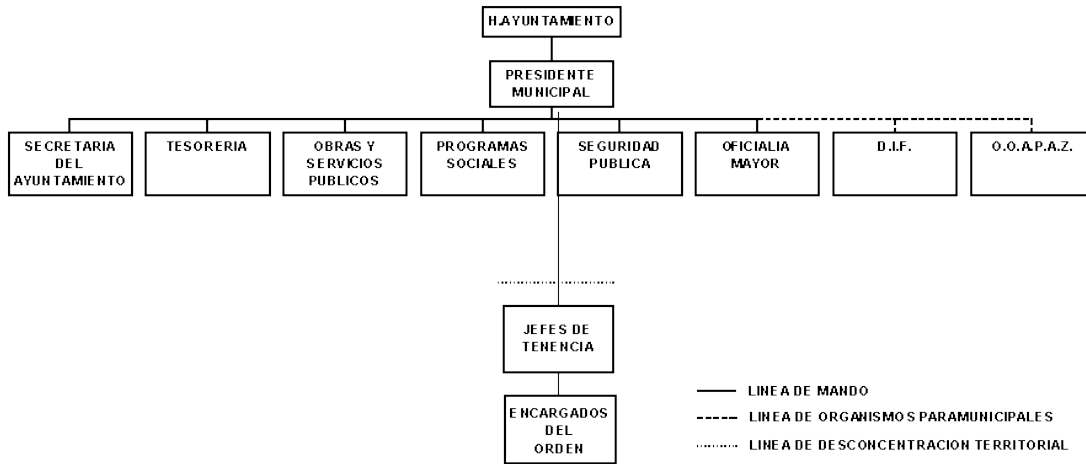 H.AYUNTAMIENTO
PRESIDENTE
MUNICIPAL
SECRETARIA
DEL
AYUNTAMIENTO
TESORERIA
OBRAS Y
SERVICIOS
PUBLICOS
PROGRAMAS
SOCIALES
SEGURIDAD
PUBLICA
OFICIALIA
MAYOR
D.I.F.
O.O.A.P.A.Z.
JEFES DE
TENENCIA
ENCARGADOS
DEL
ORDEN
LINEA DE MANDO
LINEA DE ORGANISMOS PARAMUNICIPALES
LINEA DE DESCONCENTRACION TERRITORIAL